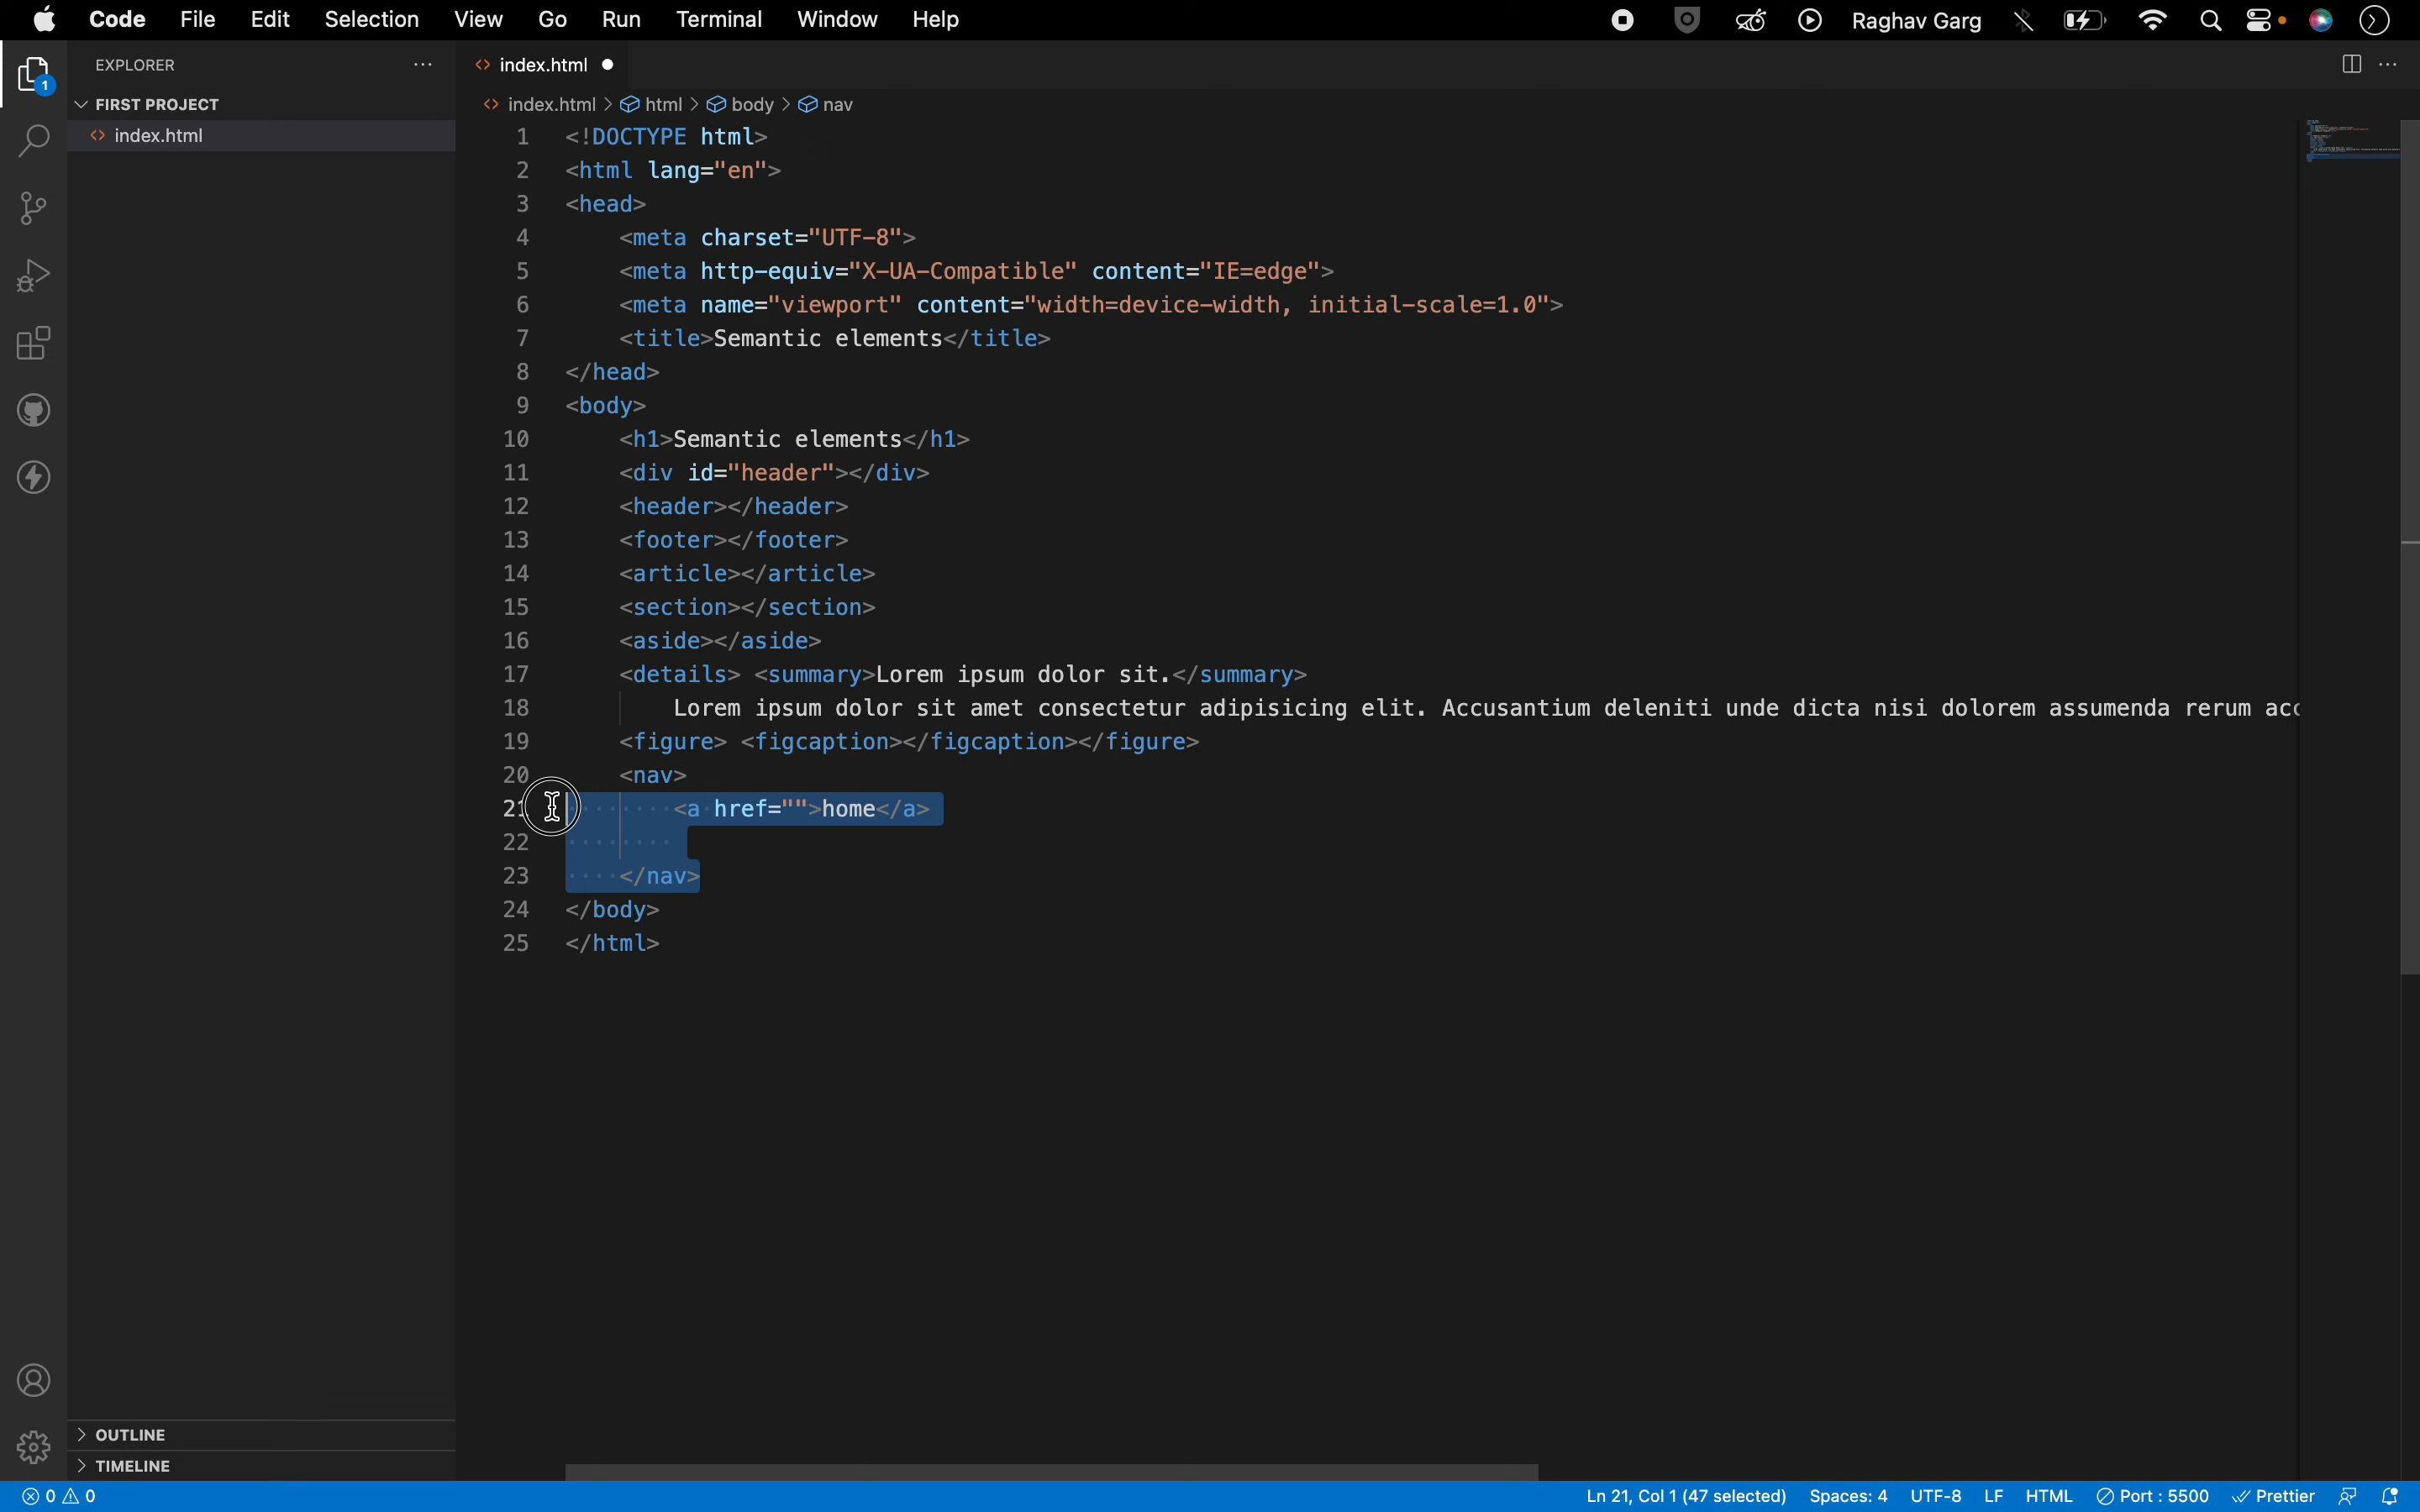 Code File Edit Selection View Go Run Terminal Window Help Raghav Garg
EXPLORER
1
FIRST PROJECT
index.html
index.html
index.html > html > body > nav
1 <!DOCTYPE html>
2 <html lang="en">
3 <head>
4 <meta charset="UTF-8">
5 <meta http-equiv="X-UA-Compatible" content="IE=edge">
6 <meta name="viewport" content="width=device-width, initial-scale=1.0">
7 <title>Semantic elements</title>
8 </head>
9 <body>
10 <h1>Semantic elements</h1>
11 <div id="header"></div>
12 <header></header>
13 <footer></footer>
14 <article></article>
15 <section></section>
16 <aside></aside>
17 <details> <summary>Lorem ipsum dolor sit.</summary>
18 Lorem ipsum dolor sit amet consectetur adipisicing elit. Accusantium deleniti unde dicta nisi dolorem assumenda rerum acc
19 <figure> <figcaption></figcaption></figure>
20 <nav>
21 <a href="">home</a>
22
23 </nav>
24 </body>
25 </html>
OUTLINE
TIMELINE
0 0 Ln 21, Col 1 (47 selected) Spaces: 4 UTF-8 LF HTML Port : 5500 Prettier